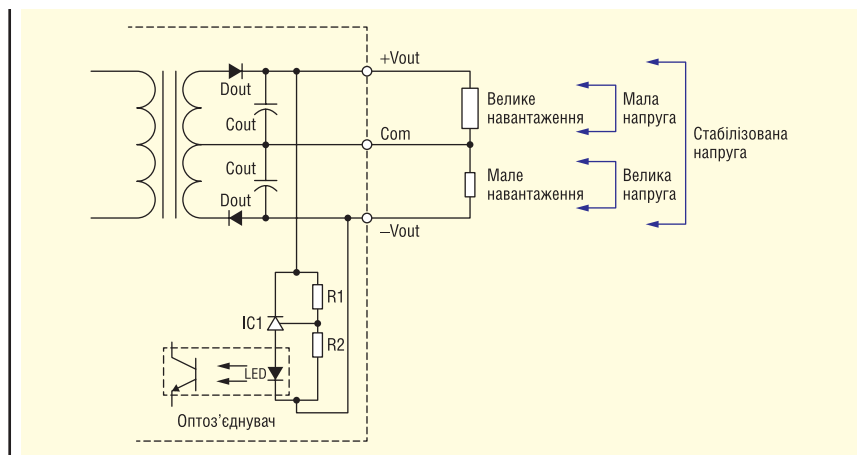 +Vout
Dout
Cout
Велике
навантаження
Мала
напруга
Com
Стабілізована
напруга
Cout
Мале
навантаження
Велика
напруга
Dout
–Vout
R1
IC1
R2
LED
Оптоз’єднувач